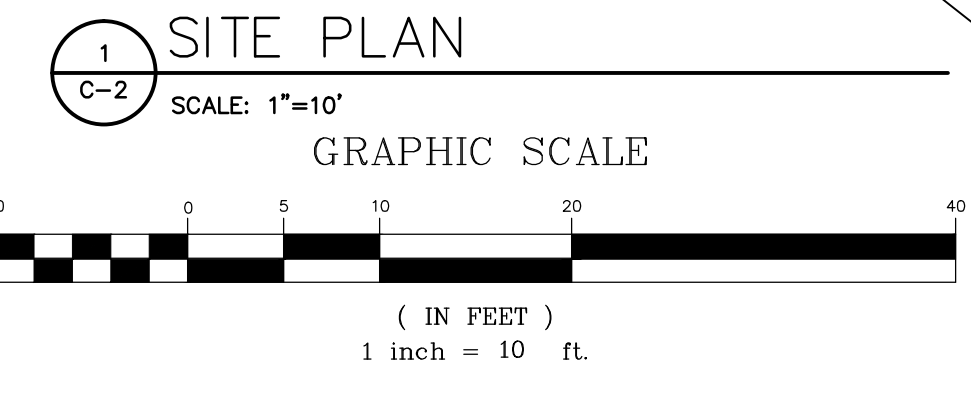 1
C-2
SITE PLAN
SCALE: 1"=10'
GRAPHIC SCALE
0 0 5 10 20 40
( IN FEET )
1 inch = 10 ft.